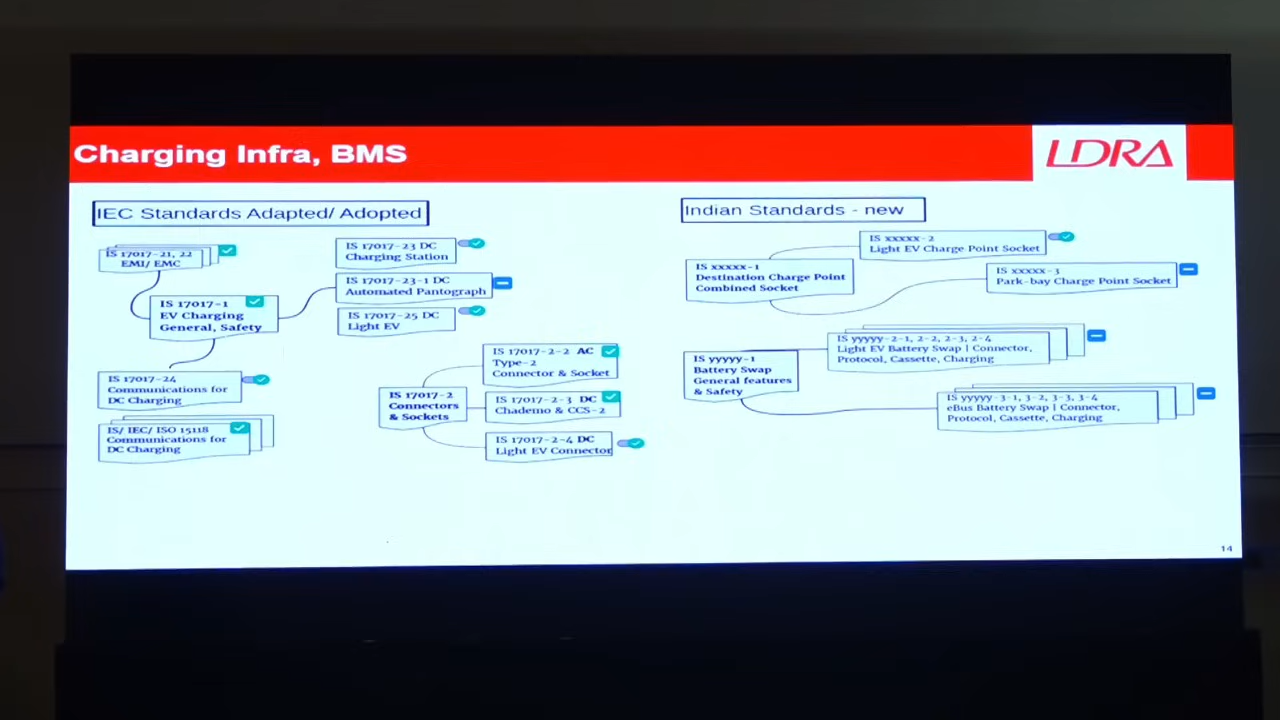 Charging Infra, BMS
LDRA
IEC Standards Adapted/ Adopted
IS 17017-21, 22
EMI/ EMC
IS 17017-1
EV Charging
General, Safety
IS 17017-23 DC
Charging Station
IS 17017-23-1 DC
Automated Pantograph
IS 17017-25 DC
Light EV
IS 17017-24
Communications for
DC Charging
IS/ IEC/ ISO 15118
Communications for
DC Charging
IS 17017-2
Connectors
& Sockets
IS 17017-2-2 AC
Type-2
Connector & Socket
IS 17017-2-3 DC
Chademo & CCS-2
IS 17017-2-4 DC
Light EV Connector
Indian Standards - new
IS xxxxx-1
Destination Charge Point
Combined Socket
IS xxxxx-2
Light EV Charge Point Socket
IS xxxxx-3
Park-bay Charge Point Socket
IS yyyyy-1
Battery Swap
General features
& Safety
IS yyyyy-2-1, 2-2, 2-3, 2-4
Light EV Battery Swap | Connector,
Protocol, Cassette, Charging
IS yyyyy-3-1, 3-2, 3-3, 3-4
eBus Battery Swap | Connector,
Protocol, Cassette, Charging
14